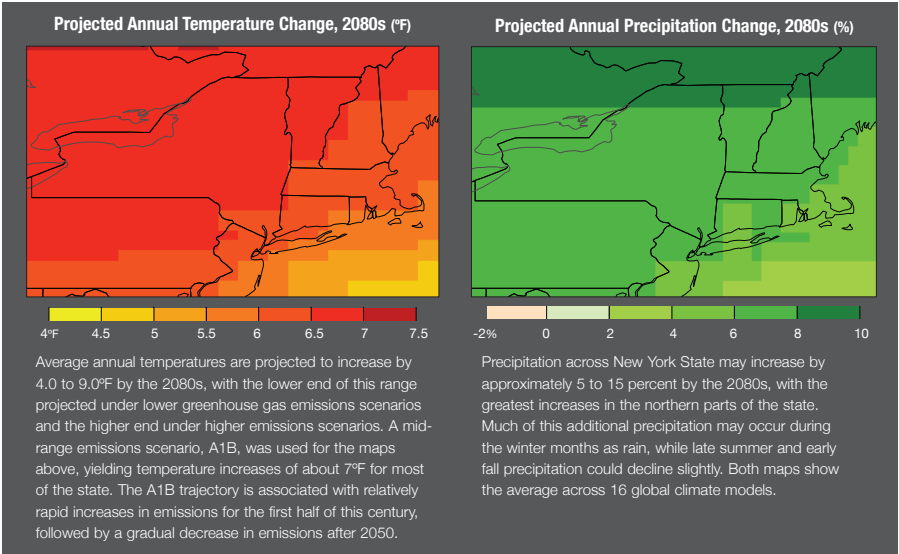 Projected Annual Temperature Change, 2080s (ºF)
4ºF 4.5 5 5.5 6 6.5 7 7.5
Average annual temperatures are projected to increase by
4.0 to 9.0ºF by the 2080s, with the lower end of this range
projected under lower greenhouse gas emissions scenarios
and the higher end under higher emissions scenarios. A mid-
range emissions scenario, A1B, was used for the maps
above, yielding temperature increases of about 7ºF for most
of the state. The A1B trajectory is associated with relatively
rapid increases in emissions for the first half of this century,
followed by a gradual decrease in emissions after 2050.
Projected Annual Precipitation Change, 2080s (%)
-2% 0 2 4 6 8 10
Precipitation across New York State may increase by
approximately 5 to 15 percent by the 2080s, with the
greatest increases in the northern parts of the state.
Much of this additional precipitation may occur during
the winter months as rain, while late summer and early
fall precipitation could decline slightly. Both maps show
the average across 16 global climate models.